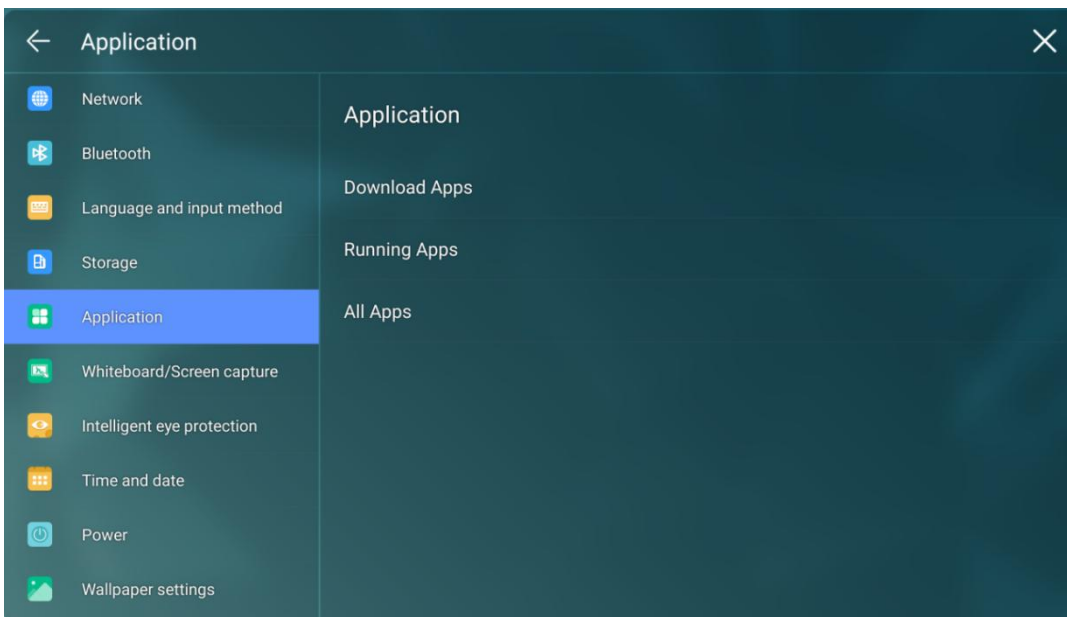 Application
Network
Bluetooth
Language and input method
Storage
Application
Whiteboard/Screen capture
Intelligent eye protection
Time and date
Power
Wallpaper settings
Application
Download Apps
Running Apps
All Apps